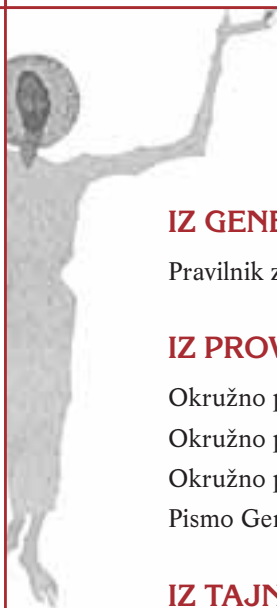 IZ GENE
Pravilnik z
IZ PROV
Okružno p
Okružno p
Okružno p
Pismo Ger
IZ TAJN